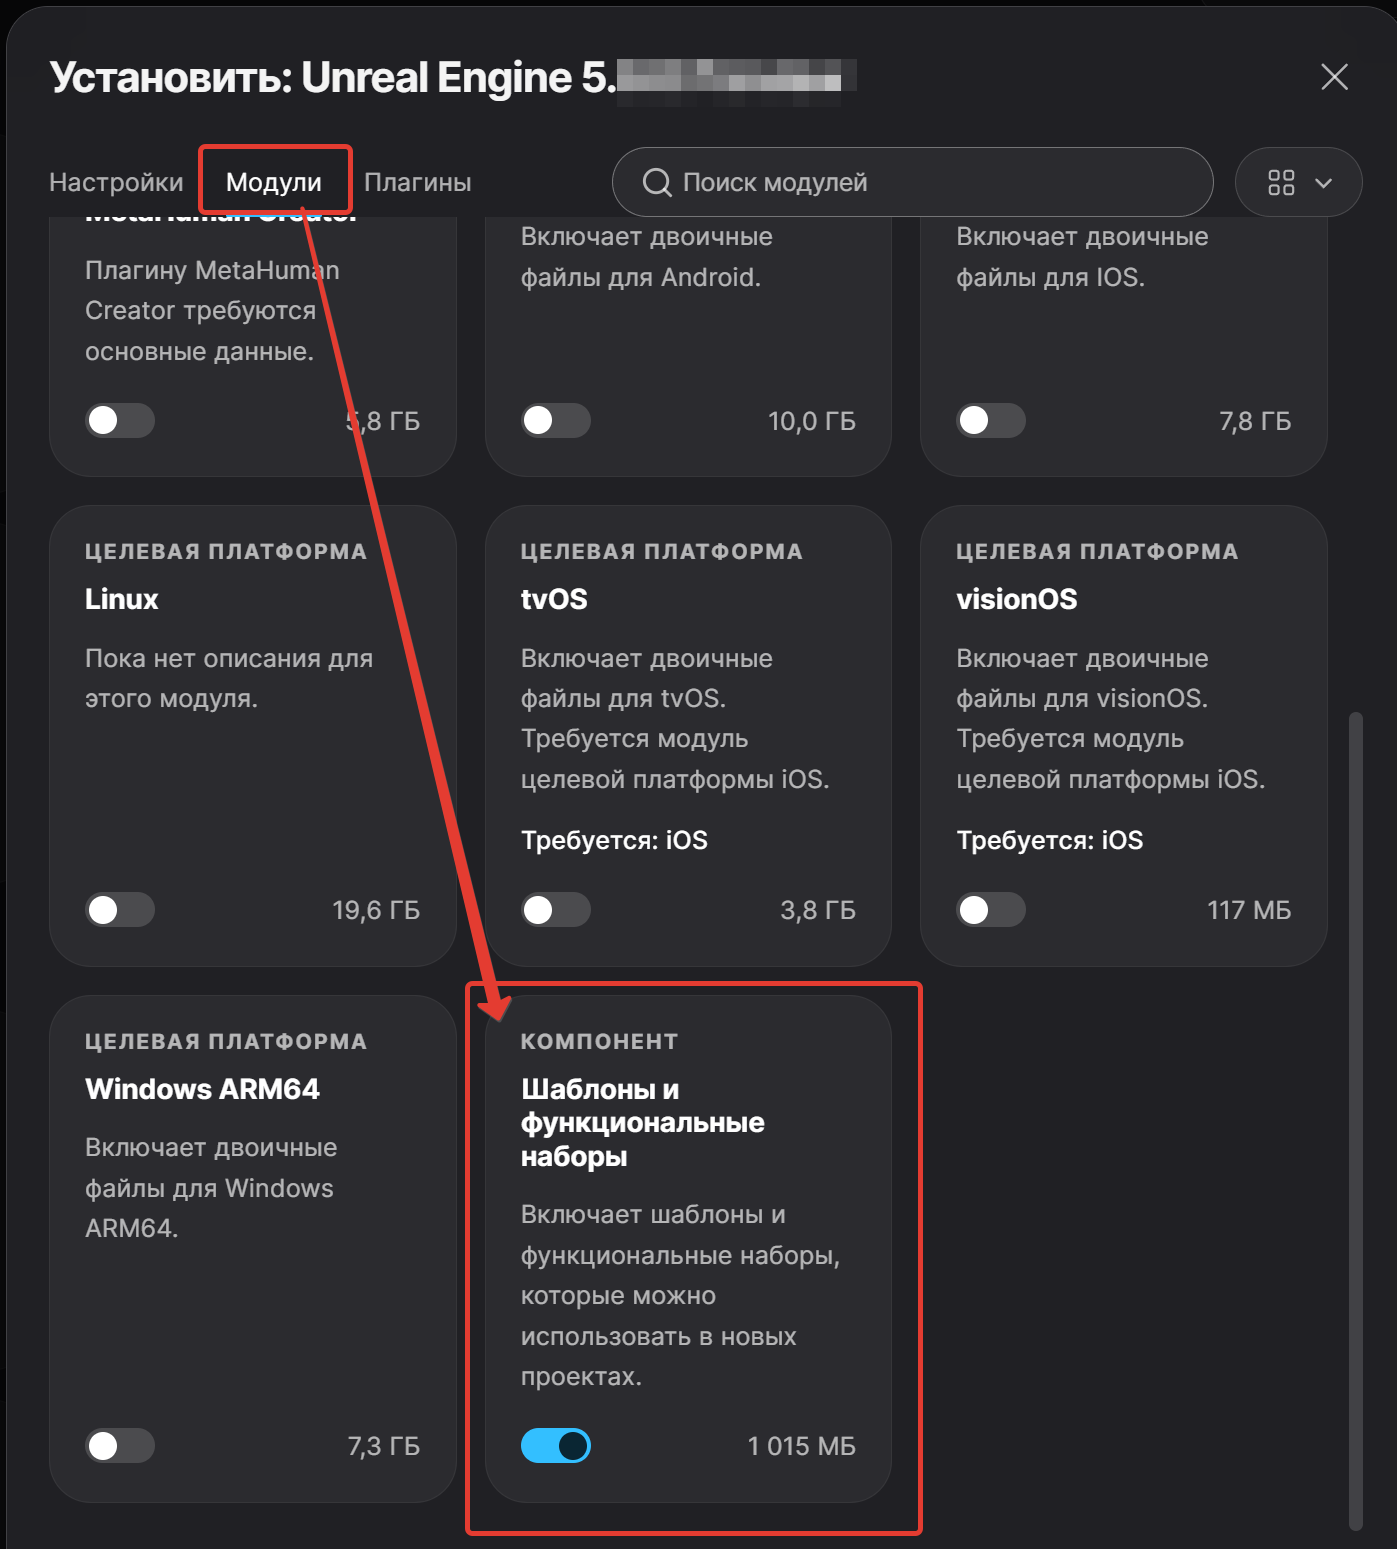 Установить: Unreal Engine 5.
Настройки
Модули
Плагины
Поиск модулей
MetaHuman Creator
Плагину MetaHuman
Creator требуются
основные данные.
5,8 ГБ
Включает двоичные
файлы для Android.
10,0 ГБ
Включает двоичные
файлы для IOS.
7,8 ГБ
ЦЕЛЕВАЯ ПЛАТФОРМА
Linux
Пока нет описания для
этого модуля.
19,6 ГБ
ЦЕЛЕВАЯ ПЛАТФОРМА
tvOS
Включает двоичные
файлы для tvOS.
Требуется модуль
целевой платформы iOS.
Требуется: iOS
3,8 ГБ
ЦЕЛЕВАЯ ПЛАТФОРМА
visionOS
Включает двоичные
файлы для visionOS.
Требуется модуль
целевой платформы iOS.
Требуется: iOS
117 МБ
ЦЕЛЕВАЯ ПЛАТФОРМА
Windows ARM64
Включает двоичные
файлы для Windows
ARM64.
7,3 ГБ
КОМПОНЕНТ
Шаблоны и
функциональные
наборы
Включает шаблоны и
функциональные наборы,
которые можно
использовать в новых
проектах.
1 015 МБ